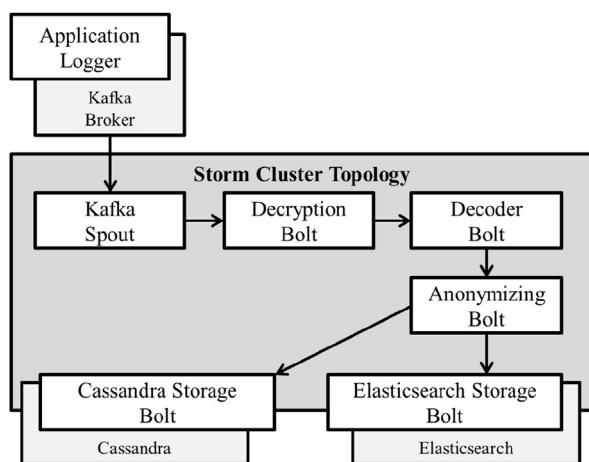 Application
Logger
Kafka
Broker
Storm Cluster Topology
Kafka
Spout
Decryption
Bolt
Decoder
Bolt
Anonymizing
Bolt
Cassandra Storage
Bolt
Elasticsearch Storage
Bolt
Cassandra
Elasticsearch